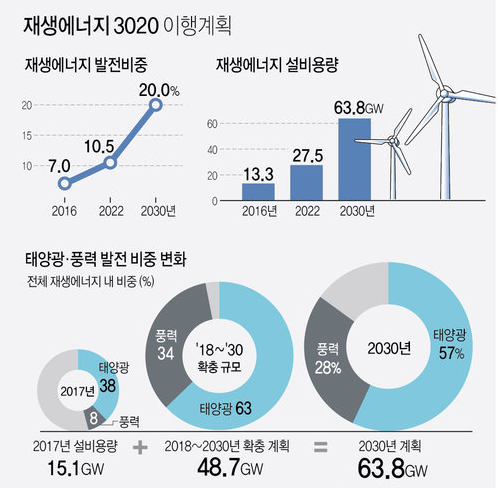 재생에너지 3020 이행계획
재생에너지 발전비중
20
15
10
7.0
10.5
20.0%
2016
2022
2030년
재생에너지 설비용량
60
40
20
0
13.3
27.5
63.8GW
2016년
2022
2030년
태양광·풍력 발전 비중 변화
전체 재생에너지 내 비중 (%)
2017년
태양광
38
8
풍력
풍력
34
'18~'30
확충 규모
태양광 63
2030년
태양광
57%
풍력
28%
2017년 설비용량
15.1GW
+
2018~2030년 확충 계획
48.7GW
=
2030년 계획
63.8GW